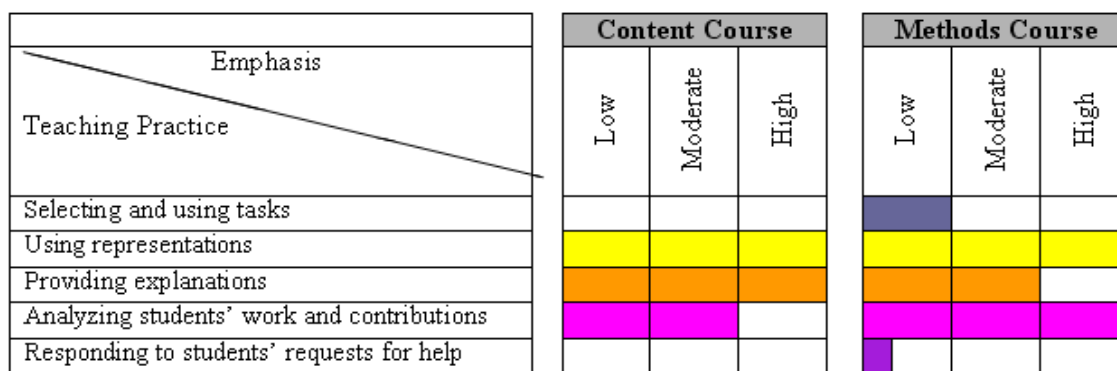 Content Course
Methods Course
Emphasis
Teaching Practice
Low
Moderate
High
Low
Moderate
High
Selecting and using tasks
Using representations
Providing explanations
Analyzing students’ work and contributions
Responding to students’ requests for help